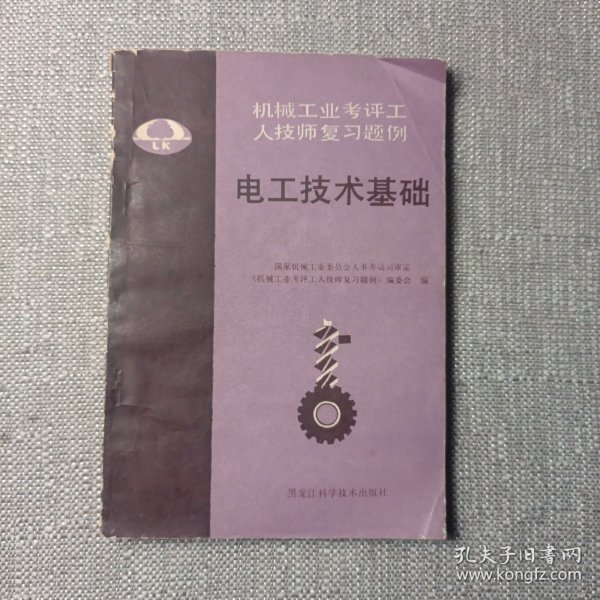 机械工业考评工
人技师复习题例
LK
电工技术基础
国家机械工业委员会人事劳动司审定
《机械工业考评工人技师复习题例》编委会 编
黑龙江科学技术出版社
孔夫子旧书网
www.kongfz.com